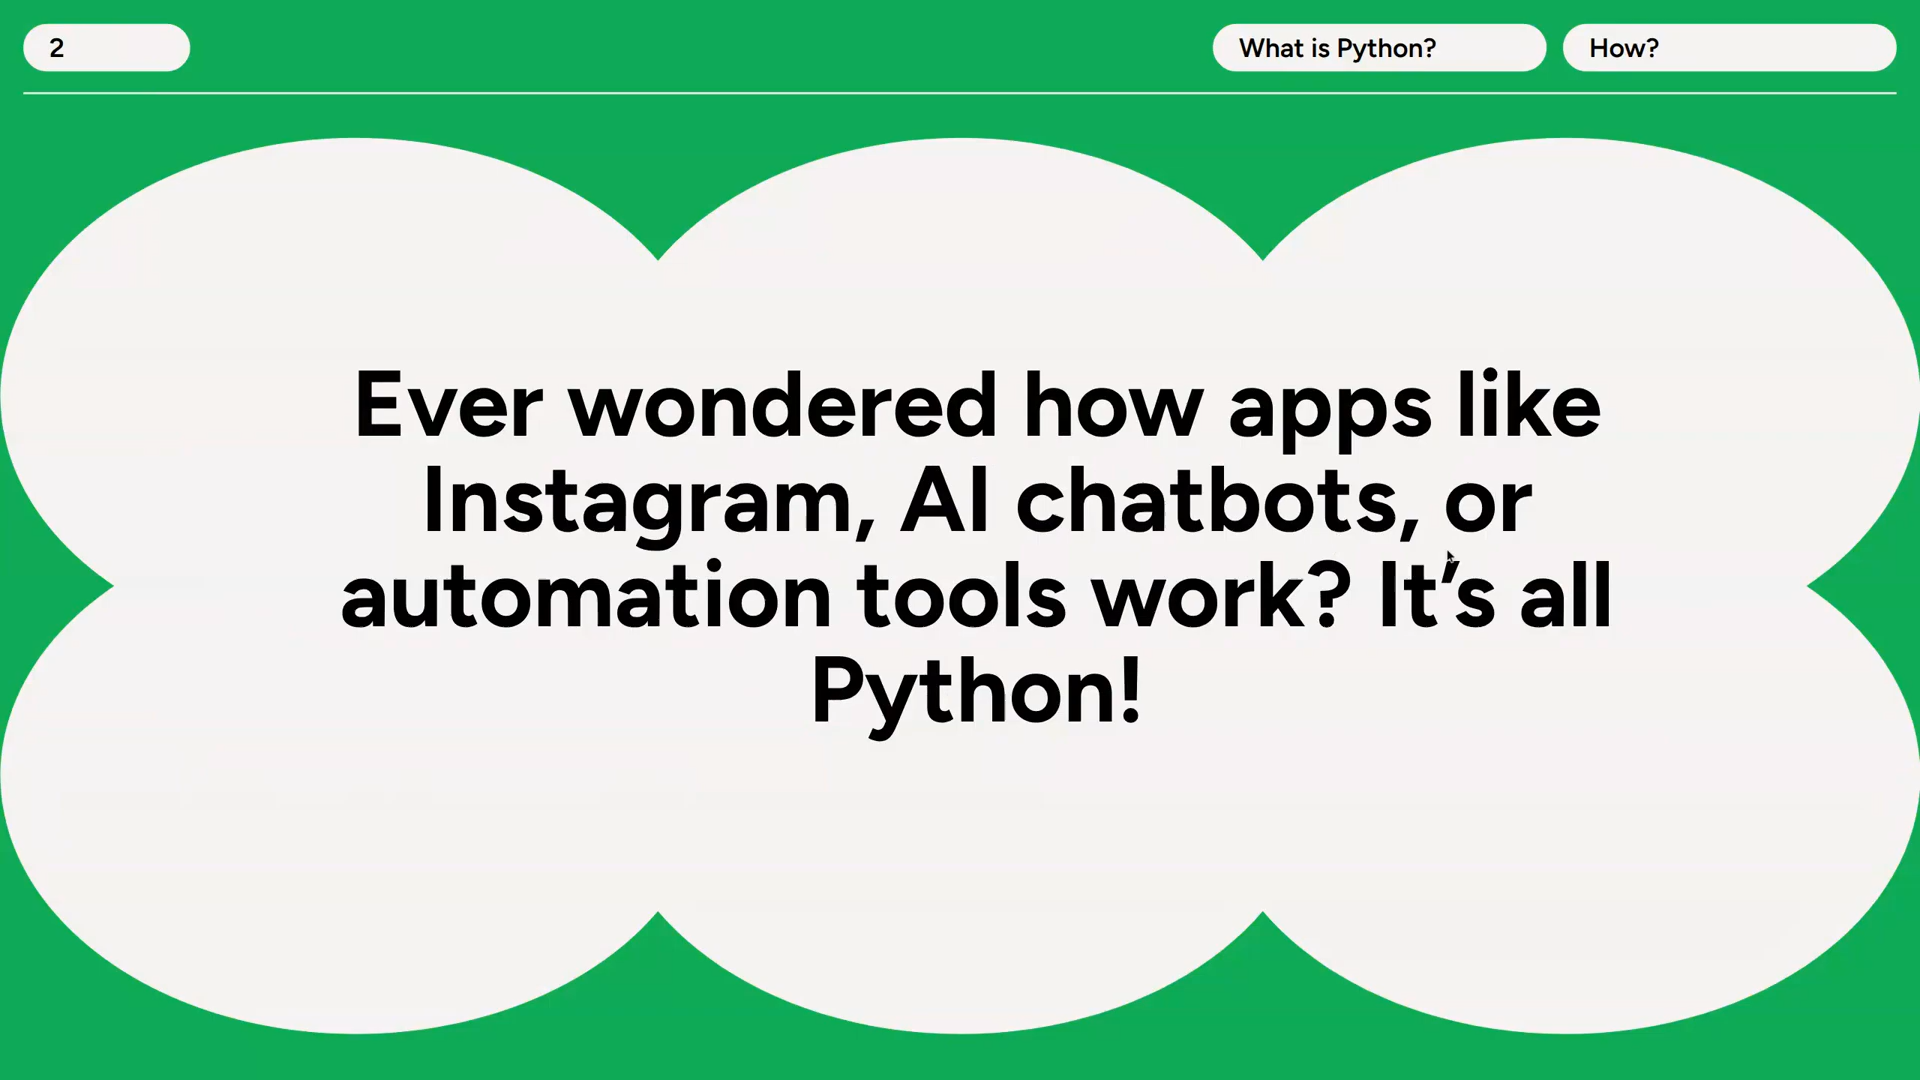 2
What is Python?
How?
Ever wondered how apps like
Instagram, AI chatbots, or
automation tools work? It’s all
Python!